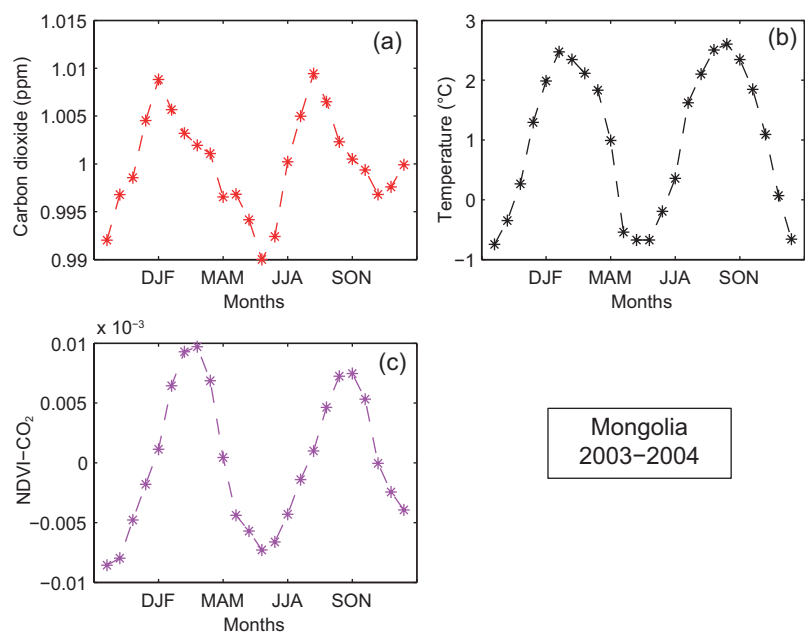 (a)
Carbon dioxide (ppm)
1.015
1.01
1.005
1
0.995
0.99
DJF MAM JJA SON
Months
(b)
Temperature (°C)
3
2
1
0
−1
DJF MAM JJA SON
Months
x 10⁻³
(c)
NDVI−CO₂
0.01
0.005
0
−0.005
−0.01
DJF MAM JJA SON
Months
Mongolia
2003−2004